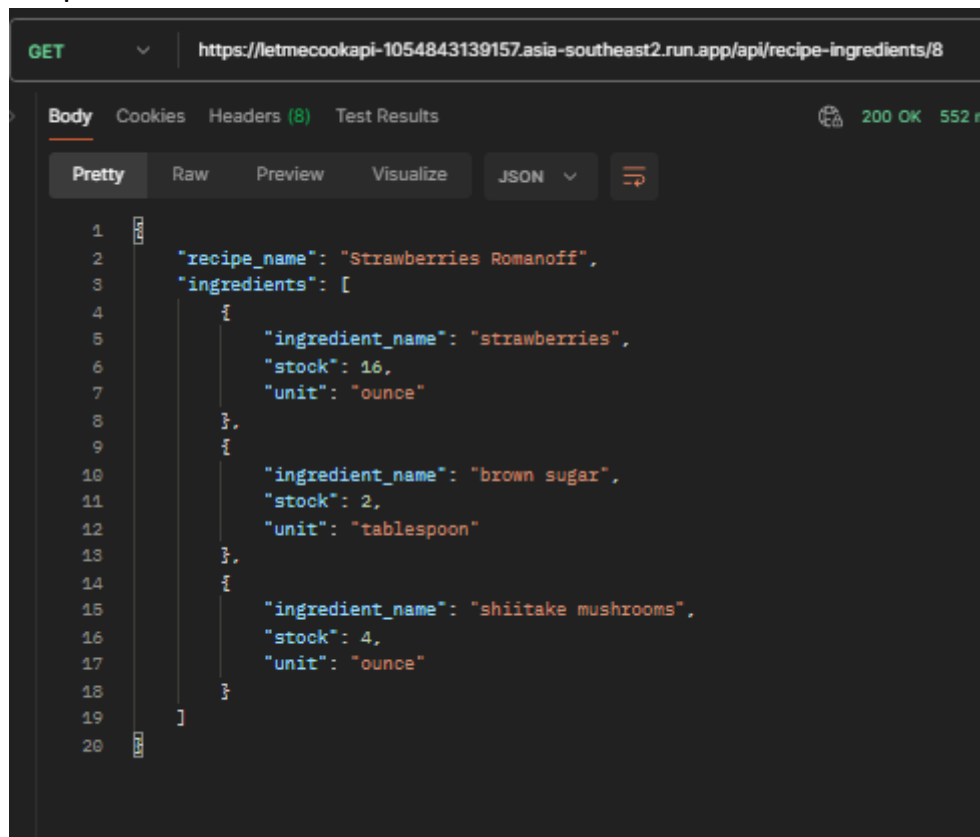 GET https://letmecookapi-1054843139157.asia-southeast2.run.app/api/recipe-ingredients/8
Body Cookies Headers (8) Test Results 200 OK 552
Pretty Raw Preview Visualize JSON
1 {
2 "recipe_name": "Strawberries Romanoff",
3 "ingredients": [
4 {
5 "ingredient_name": "strawberries",
6 "stock": 16,
7 "unit": "ounce"
8 },
9 {
10 "ingredient_name": "brown sugar",
11 "stock": 2,
12 "unit": "tablespoon"
13 },
14 {
15 "ingredient_name": "shiitake mushrooms",
16 "stock": 4,
17 "unit": "ounce"
18 }
19 ]
20 }